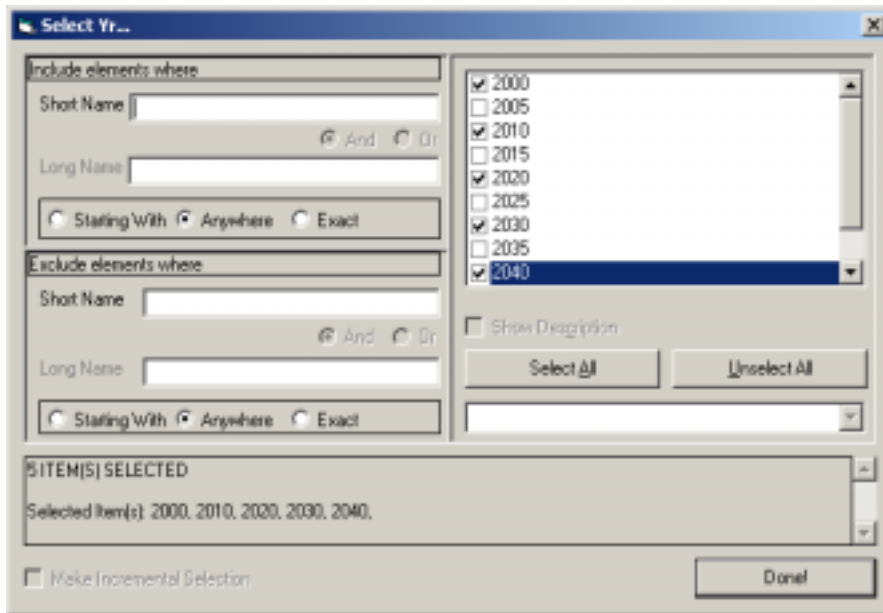 Select Yr...
Include elements where
Short Name
And Or
Long Name
Starting With Anywhere Exact
Exclude elements where
Short Name
And Or
Long Name
Starting With Anywhere Exact
2000
2005
2010
2015
2020
2025
2030
2035
2040
Show Description
Select All Unselect All
5 ITEM(S) SELECTED
Selected Item(s): 2000, 2010, 2020, 2030, 2040,
Make Incremental Selection
Done!